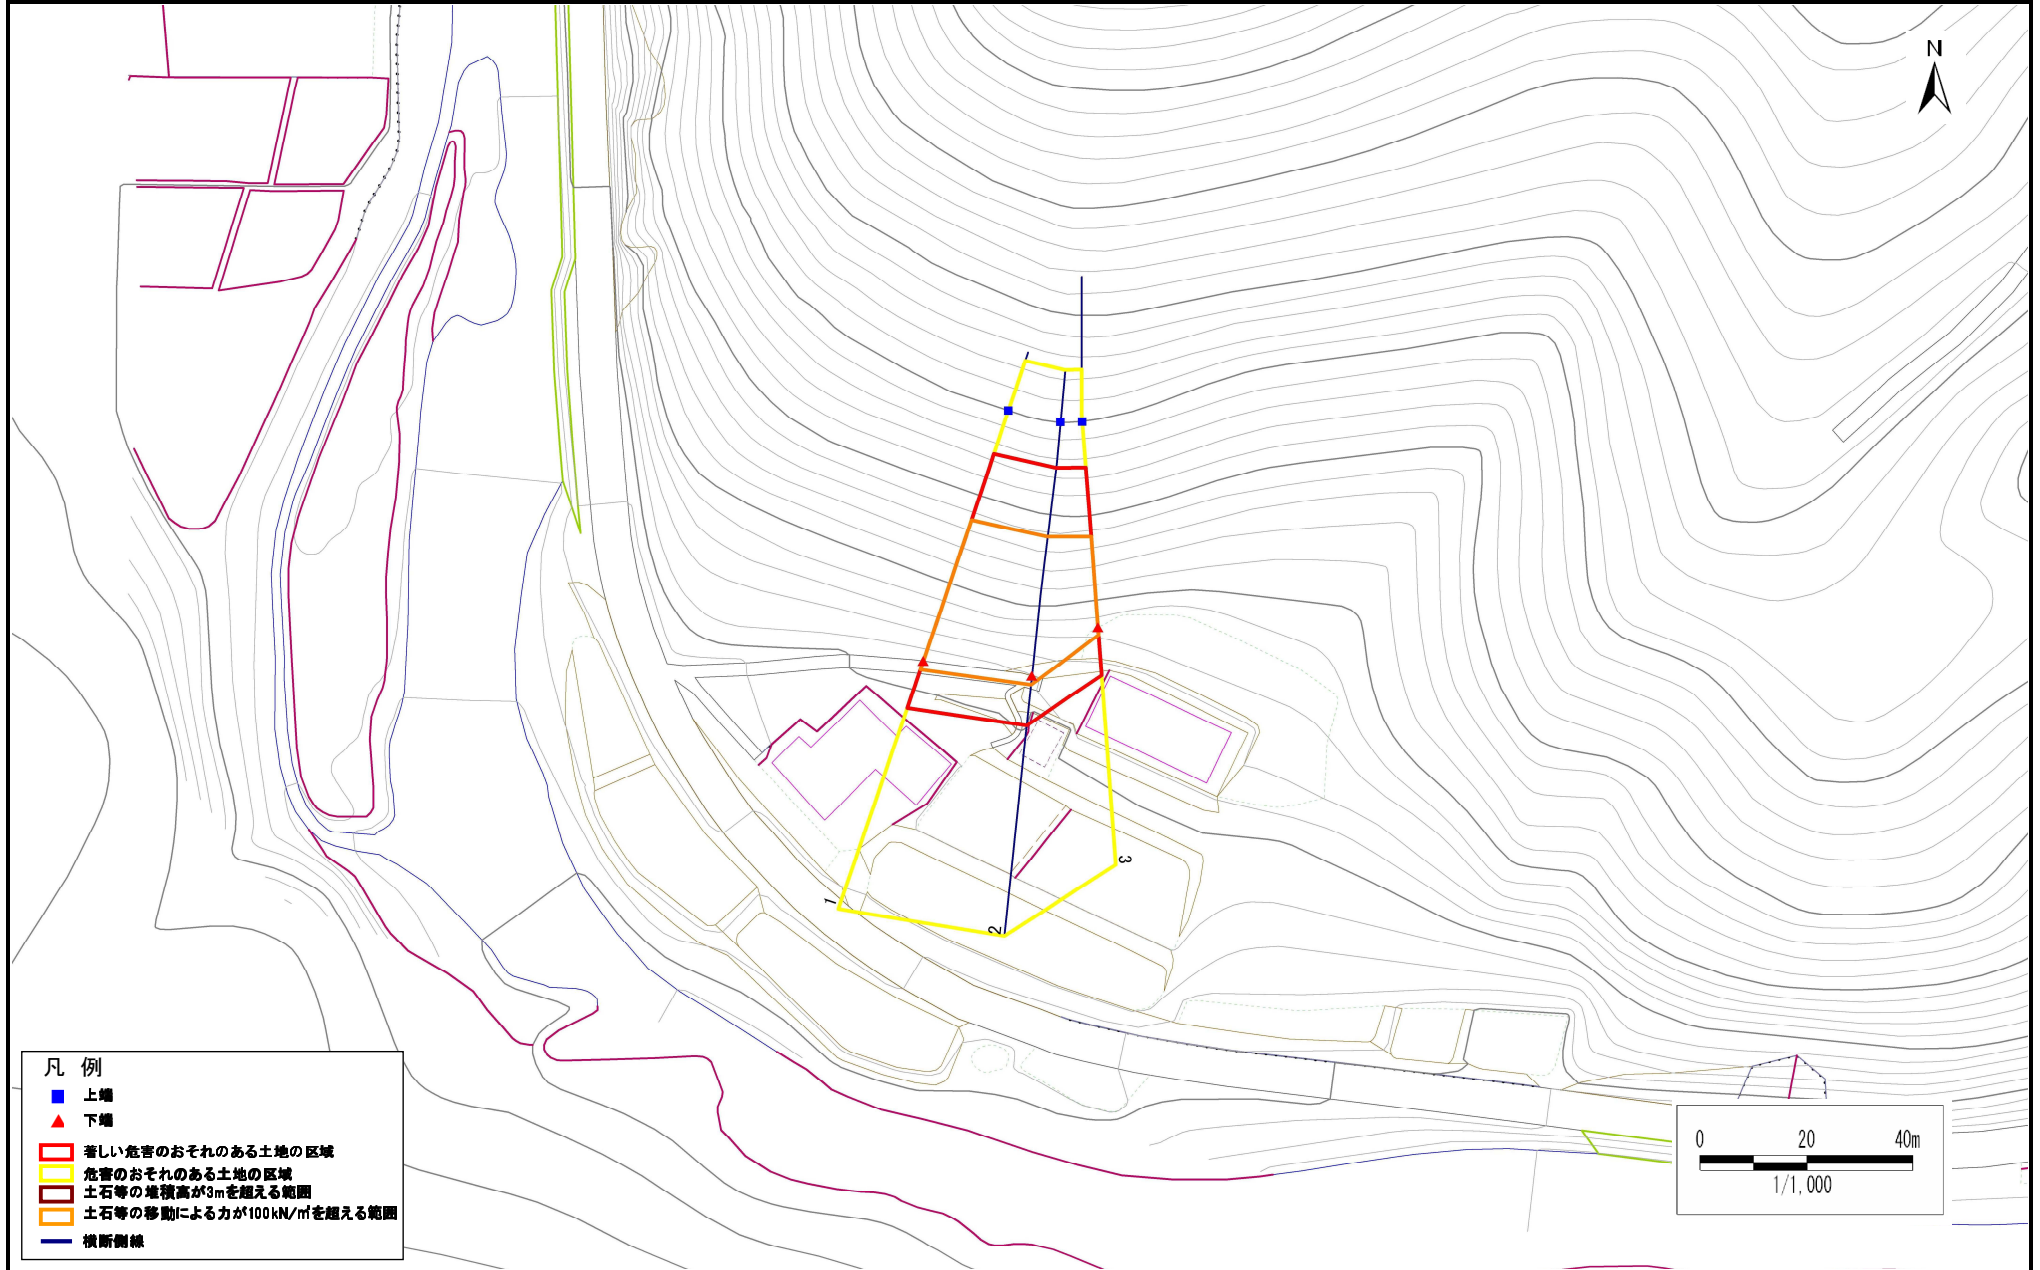 N
1
2
3
凡 例
上端
下端
著しい危害のおそれのある土地の区域
危害のおそれのある土地の区域
土石等の堆積高が3mを超える範囲
土石等の移動による力が100kN/㎡を超える範囲
横断側線
0 20 40m
1/1,000